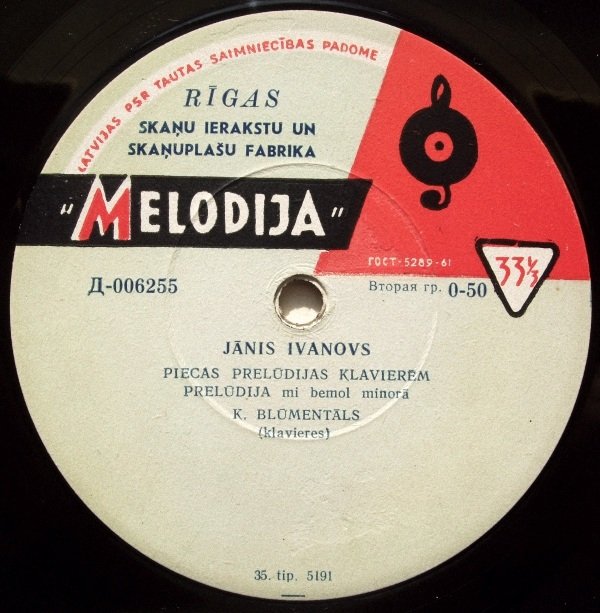 LATVIJAS PSR TAUTAS SAIMNIECĪBAS PADOME
RĪGAS
SKAŅU IERAKSTU UN
SKAŅUPLAŠU FABRIKA
"MELODIJA"
ГОСТ-5289-61
33⅓
Д-006255
Вторая гр. 0-50
JĀNIS IVANOVS
PIECAS PRELŪDIJAS KLAVIERĒM
PRELŪDIJA mi bemol minorā
K. BLŪMENTĀLS
(klavieres)
35. tip. 5191